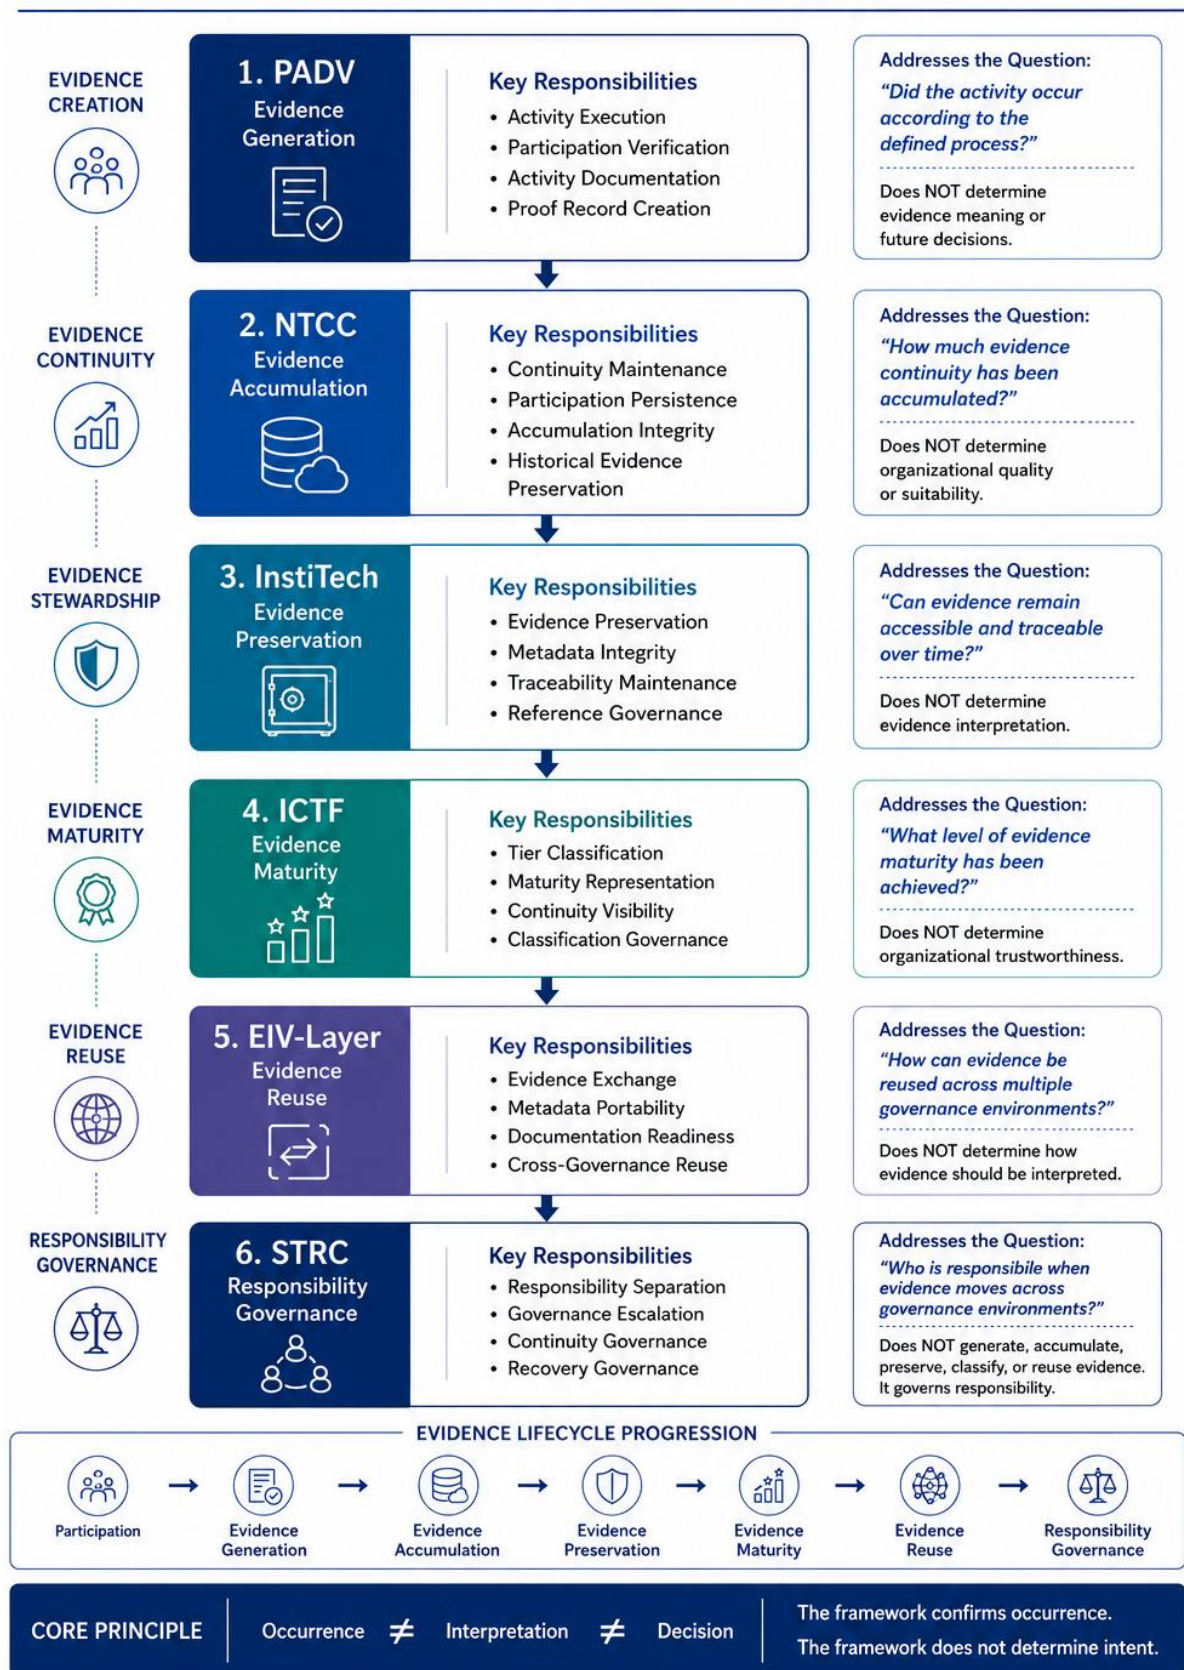 EVIDENCE
CREATION
1. PADV
Evidence
Generation
Key Responsibilities
• Activity Execution
• Participation Verification
• Activity Documentation
• Proof Record Creation
Addresses the Question:
"Did the activity occur
according to the
defined process?"
Does NOT determine
evidence meaning or
future decisions.
EVIDENCE
CONTINUITY
2. NTCC
Evidence
Accumulation
Key Responsibilities
• Continuity Maintenance
• Participation Persistence
• Accumulation Integrity
• Historical Evidence
Preservation
Addresses the Question:
"How much evidence
continuity has been
accumulated?"
Does NOT determine
organizational quality
or suitability.
EVIDENCE
STEWARDSHIP
3. InstiTech
Evidence
Preservation
Key Responsibilities
• Evidence Preservation
• Metadata Integrity
• Traceability Maintenance
• Reference Governance
Addresses the Question:
"Can evidence remain
accessible and traceable
over time?"
Does NOT determine
evidence interpretation.
EVIDENCE
MATURITY
4. ICTF
Evidence
Maturity
Key Responsibilities
• Tier Classification
• Maturity Representation
• Continuity Visibility
• Classification Governance
Addresses the Question:
"What level of evidence
maturity has been
achieved?"
Does NOT determine
organizational trustworthiness.
EVIDENCE
REUSE
5. EIV-Layer
Evidence
Reuse
Key Responsibilities
• Evidence Exchange
• Metadata Portability
• Documentation Readiness
• Cross-Governance Reuse
Addresses the Question:
"How can evidence be
reused across multiple
governance environments?"
Does NOT determine how
evidence should be interpreted.
RESPONSIBILITY
GOVERNANCE
6. STRC
Responsibility
Governance
Key Responsibilities
• Responsibility Separation
• Governance Escalation
• Continuity Governance
• Recovery Governance
Addresses the Question:
"Who is responsibile when
evidence moves across
governance environments?"
Does NOT generate, accumulate,
preserve, classify, or reuse evidence.
It governs responsibility.
EVIDENCE LIFECYCLE PROGRESSION
Participation
Evidence
Generation
Evidence
Accumulation
Evidence
Preservation
Evidence
Maturity
Evidence
Reuse
Responsibility
Governance
CORE PRINCIPLE
Occurrence ≠ Interpretation ≠ Decision
The framework confirms occurrence.
The framework does not determine intent.